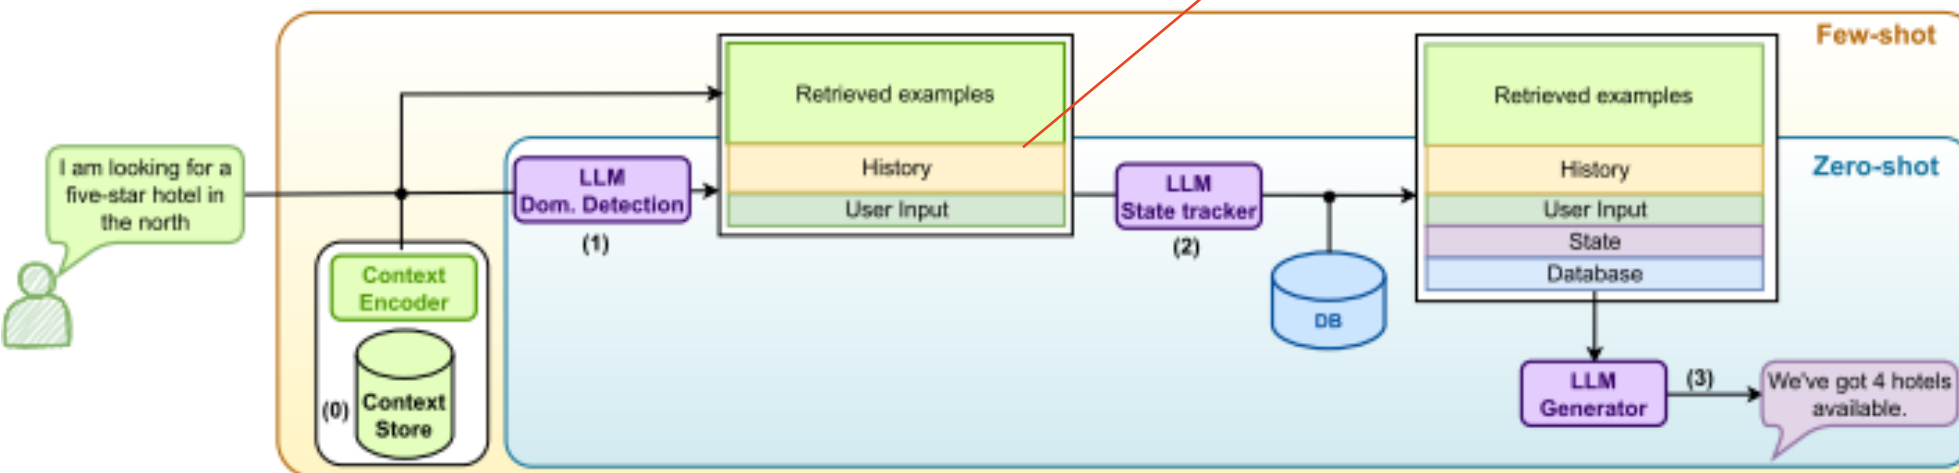 Few-shot
Zero-shot
I am looking for a
five-star hotel in
the north
Context
Encoder
(0)
Context
Store
LLM
Dom. Detection
(1)
Retrieved examples
History
User Input
LLM
State tracker
(2)
DB
Retrieved examples
History
User Input
State
Database
LLM
Generator
(3)
We've got 4 hotels
available.